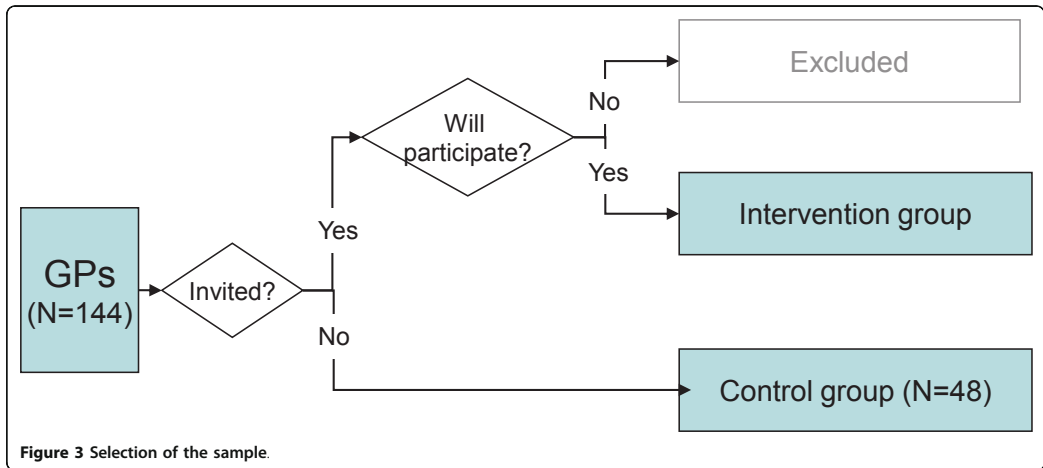 GPs
(N=144)
Invited?
Yes
No
Will
participate?
No
Yes
Excluded
Intervention group
Control group (N=48)
Figure 3 Selection of the sample.